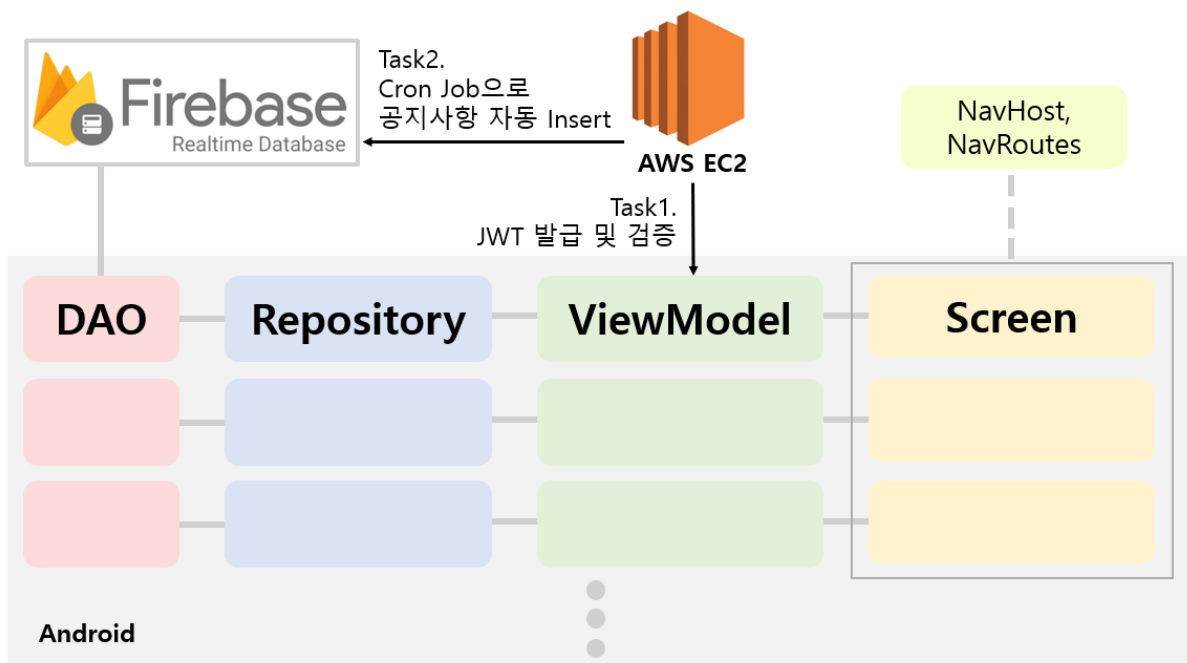 Firebase
Realtime Database
Task2.
Cron Job으로
공지사항 자동 Insert
AWS EC2
NavHost,
NavRoutes
Task1.
JWT 발급 및 검증
DAO
Repository
ViewModel
Screen
Android